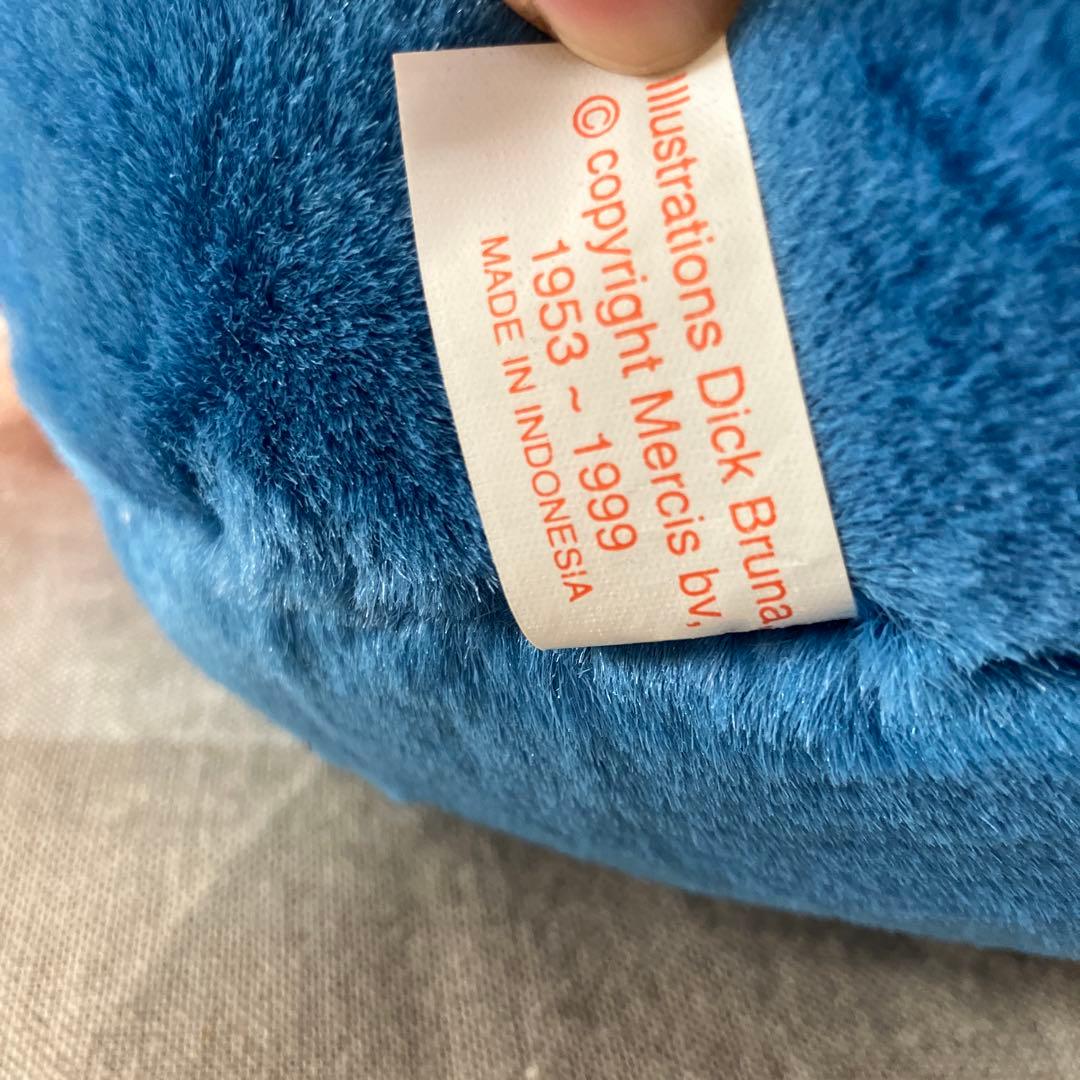 Illustrations Dick Bruna,
© copyright Mercis bv,
1953 ~ 1999
MADE IN INDONESiA